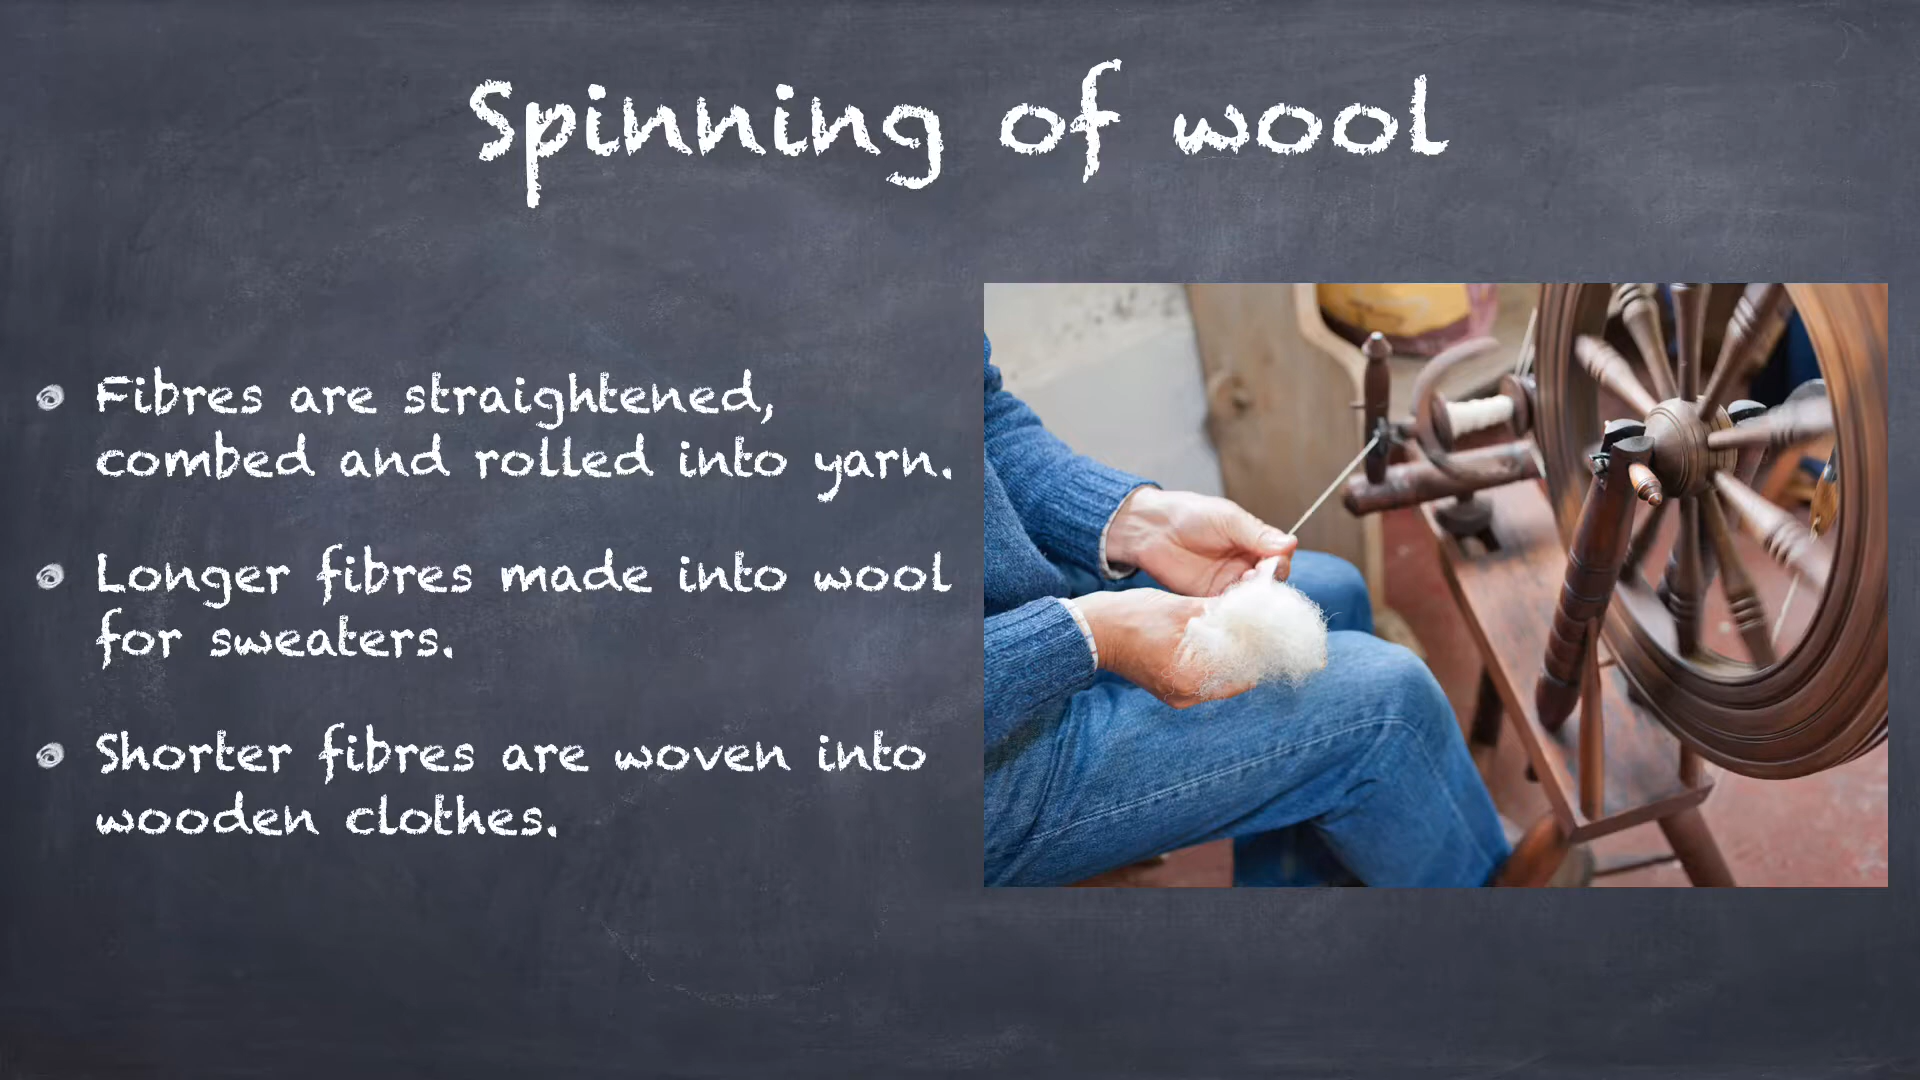 Spinning of wool
Fibres are straightened,
combed and rolled into yarn.
Longer fibres made into wool
for sweaters.
Shorter fibres are woven into
wooden clothes.